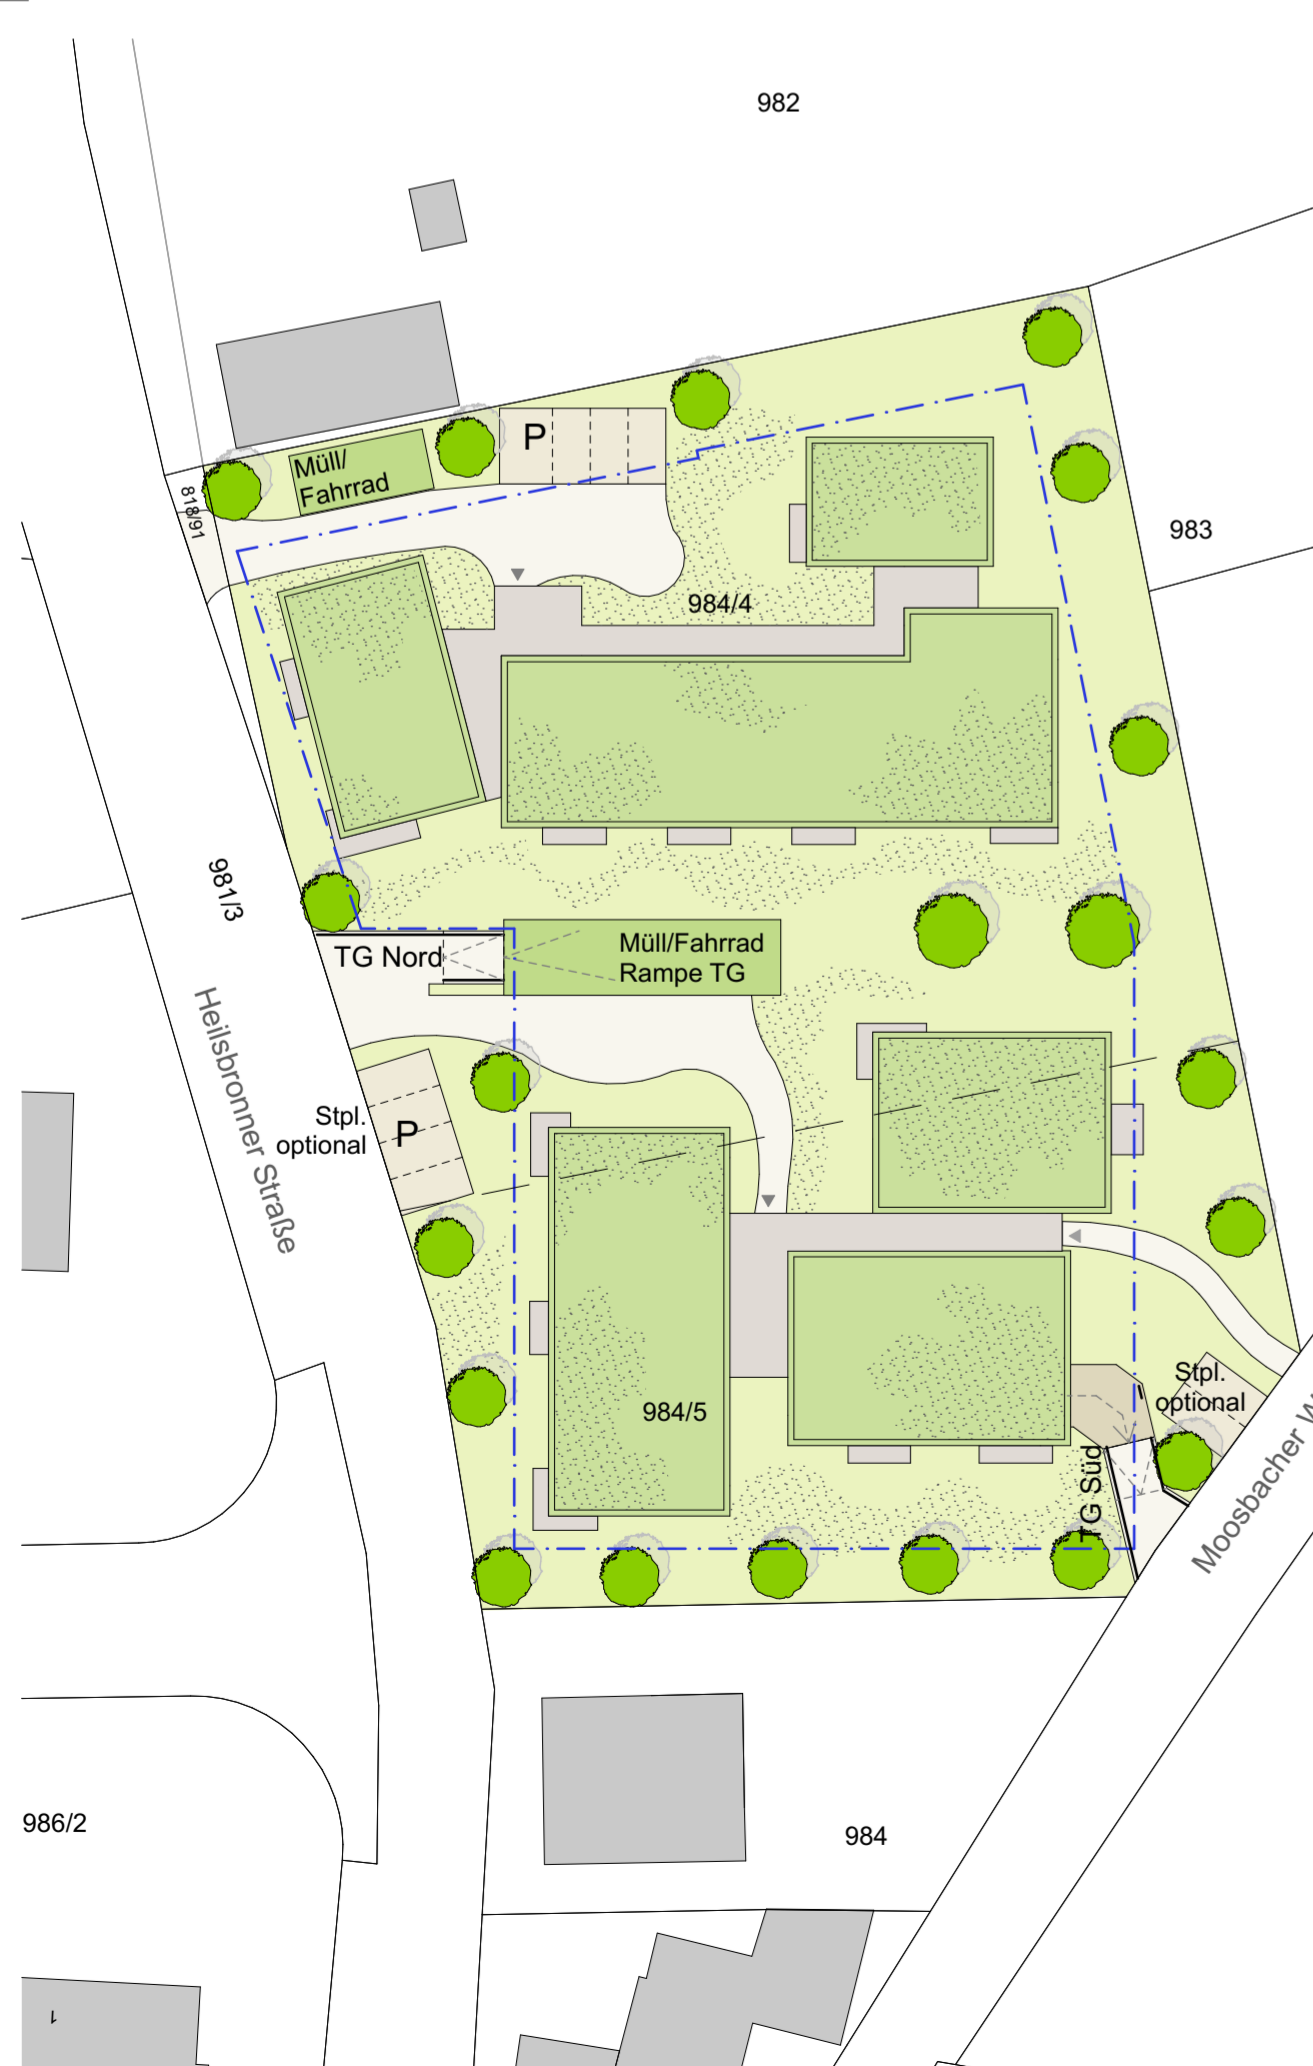 982
Müll/
Fahrrad
P
818/91
983
984/4
981/3
TG Nord
Müll/Fahrrad
Rampe TG
Heilsbronner Straße
Stpl.
optional
P
Stpl.
optional
984/5
TG Süd
Moosbacher
986/2
984
1